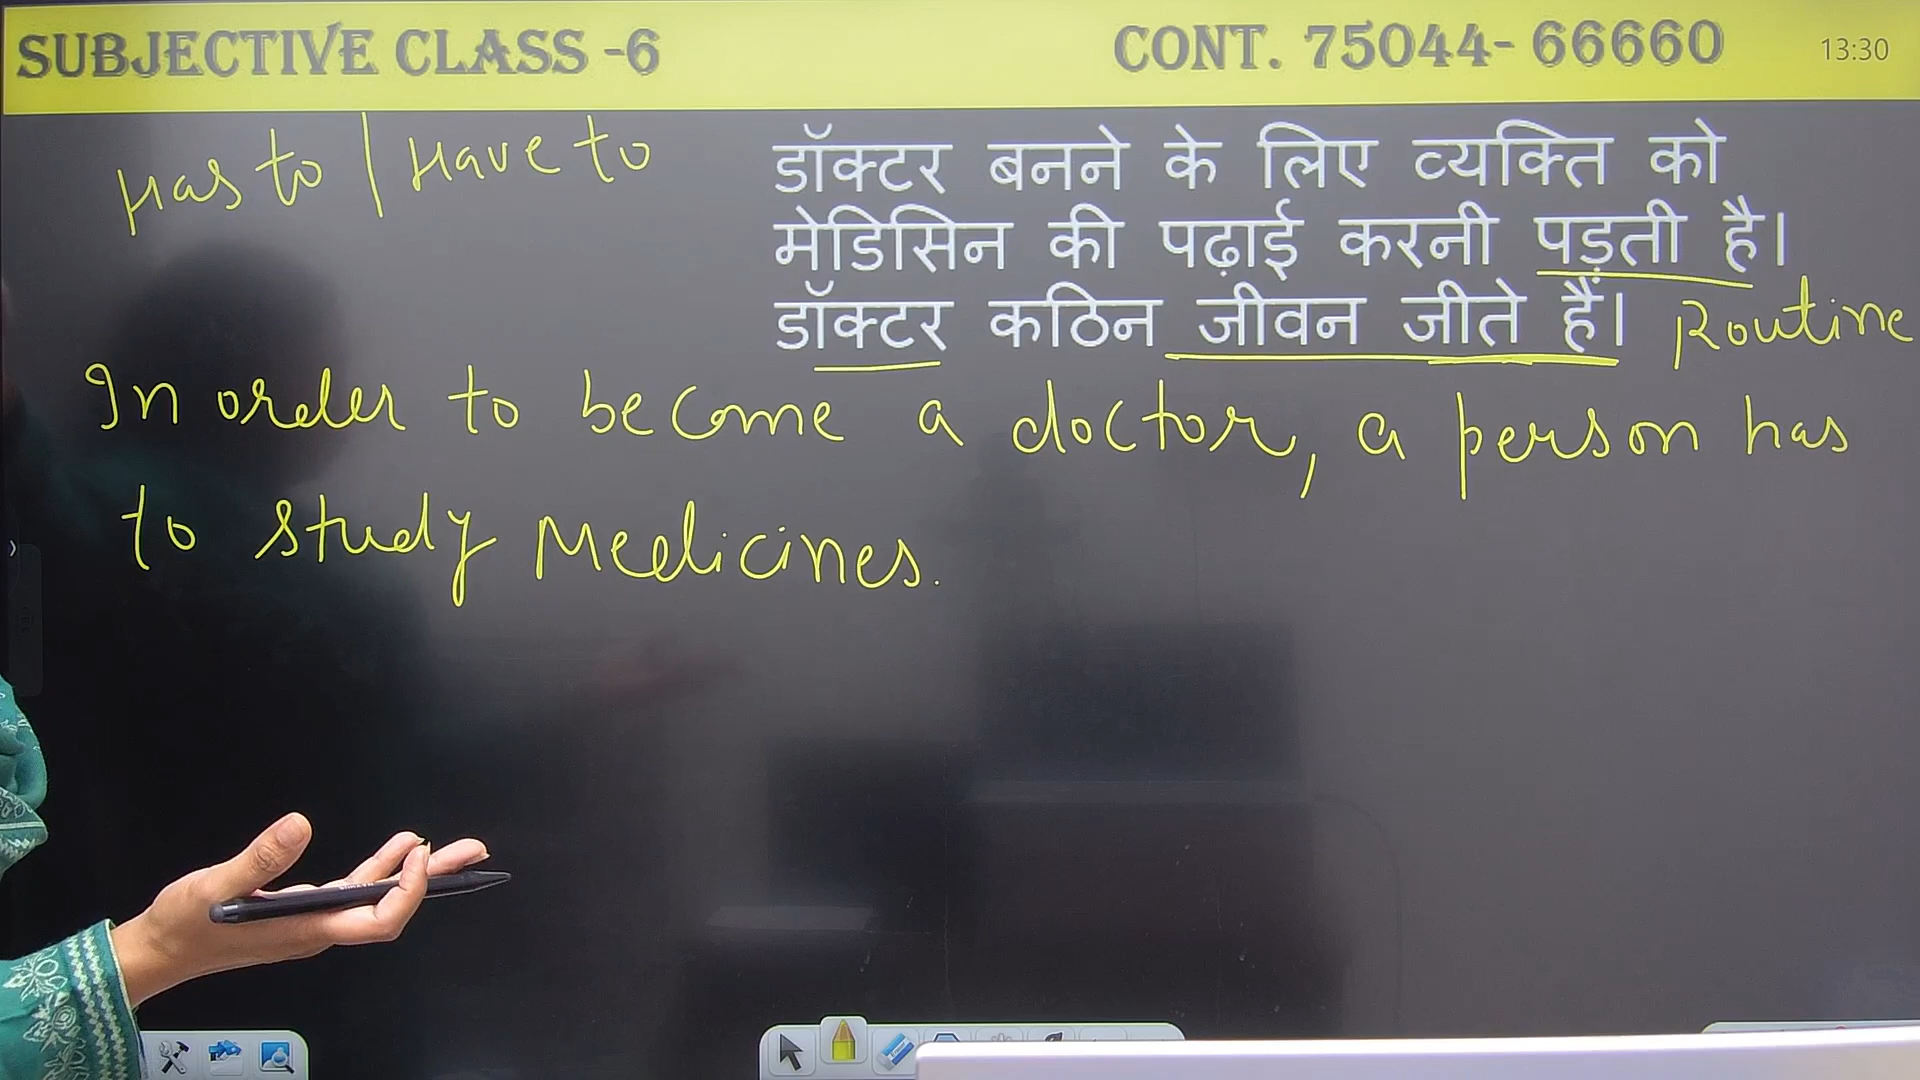 SUBJECTIVE CLASS -6
CONT. 75044- 66660
13:30
Has to / Have to
डॉक्टर बनने के लिए व्यक्ति को
मेडिसिन की पढ़ाई करनी पड़ती है।
डॉक्टर कठिन जीवन जीते हैं।
Routine
In order to become a doctor, a person has
to study Medicines.